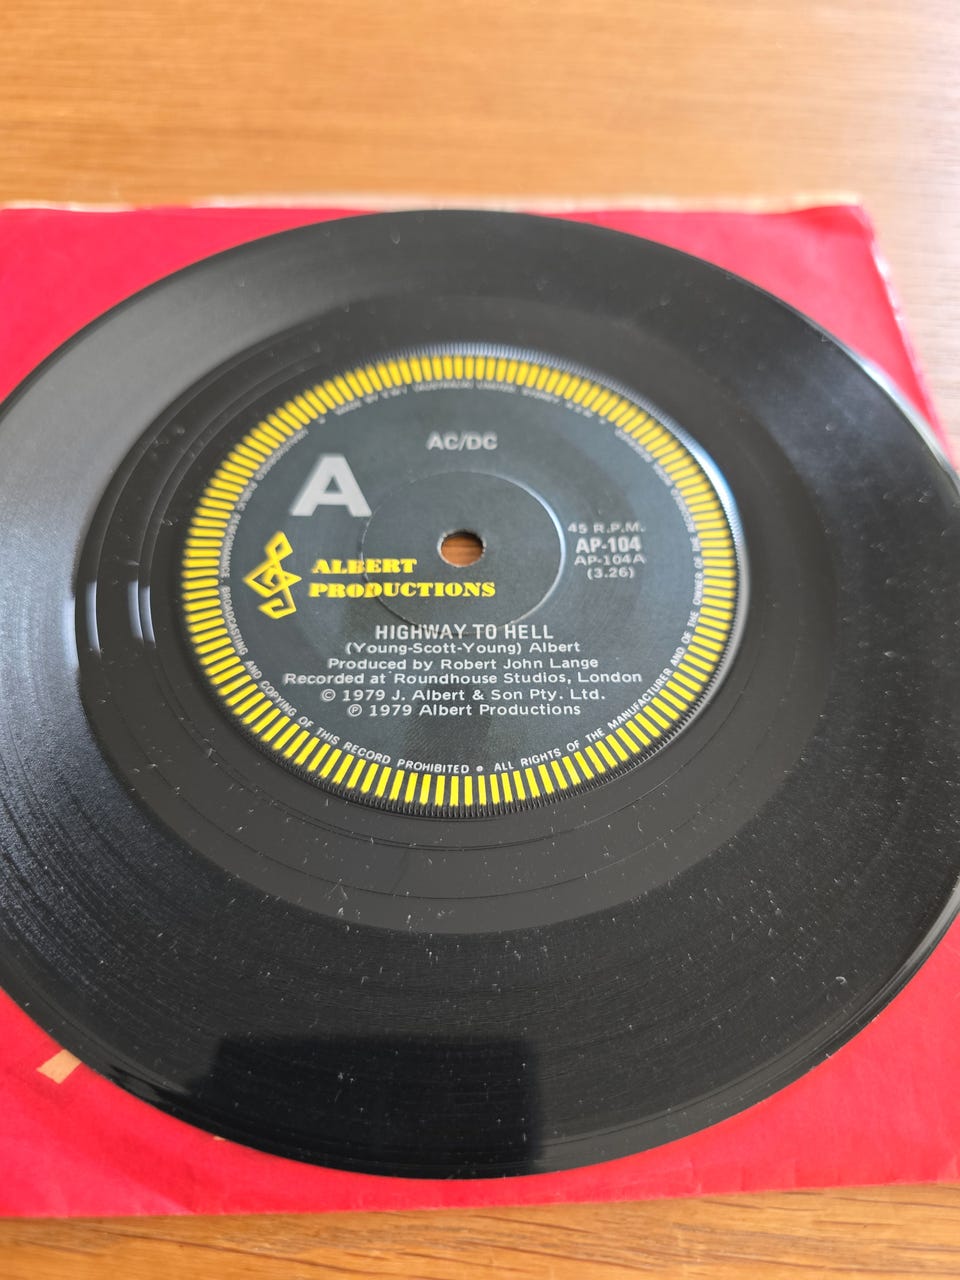 AC/DC
A
45 R.P.M.
AP-104
AP-104A
(3.26)
ALBERT
PRODUCTIONS
HIGHWAY TO HELL
(Young-Scott-Young) Albert
Produced by Robert John Lange
Recorded at Roundhouse Studios, London
© 1979 J. Albert & Son Pty. Ltd.
℗ 1979 Albert Productions
PERFORMANCE, BROADCASTING AND COPYING OF THIS RECORD PROHIBITED ● ALL RIGHTS OF THE MANUFACTURER AND OF THE OWNER OF THE